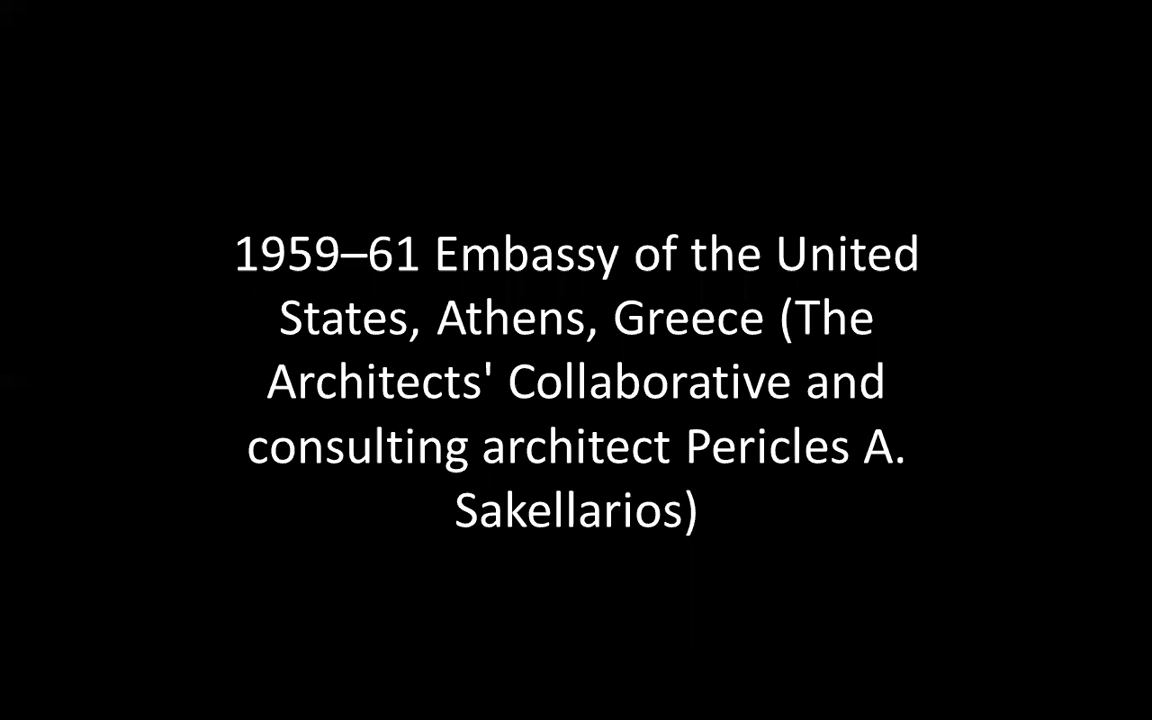 1959–61 Embassy of the United
States, Athens, Greece (The
Architects' Collaborative and
consulting architect Pericles A.
Sakellarios)